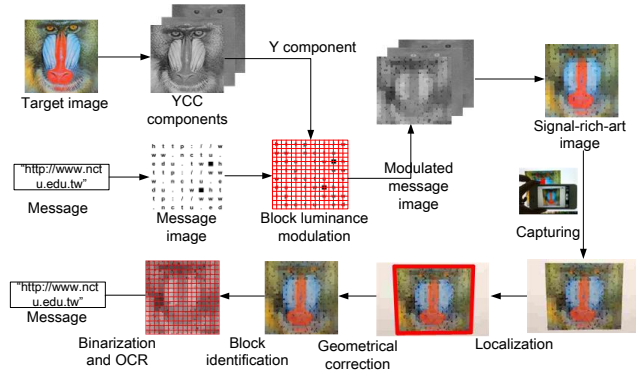 Y component
Target image
YCC
components
Signal-rich-art
image
"http://www.nct
u.edu.tw"
Message
h t t p : / / w
w w . n c t u .
e d u . t w ■
h t t p : / / w
w w . n c t u .
e d u . t w ■ h t
t p : / / w w w
. n c t u . e d
Message
image
Block luminance
modulation
Modulated
message
image
Capturing
"http://www.nct
u.edu.tw"
Message
Binarization
and OCR
Block
identification
Geometrical
correction
Localization